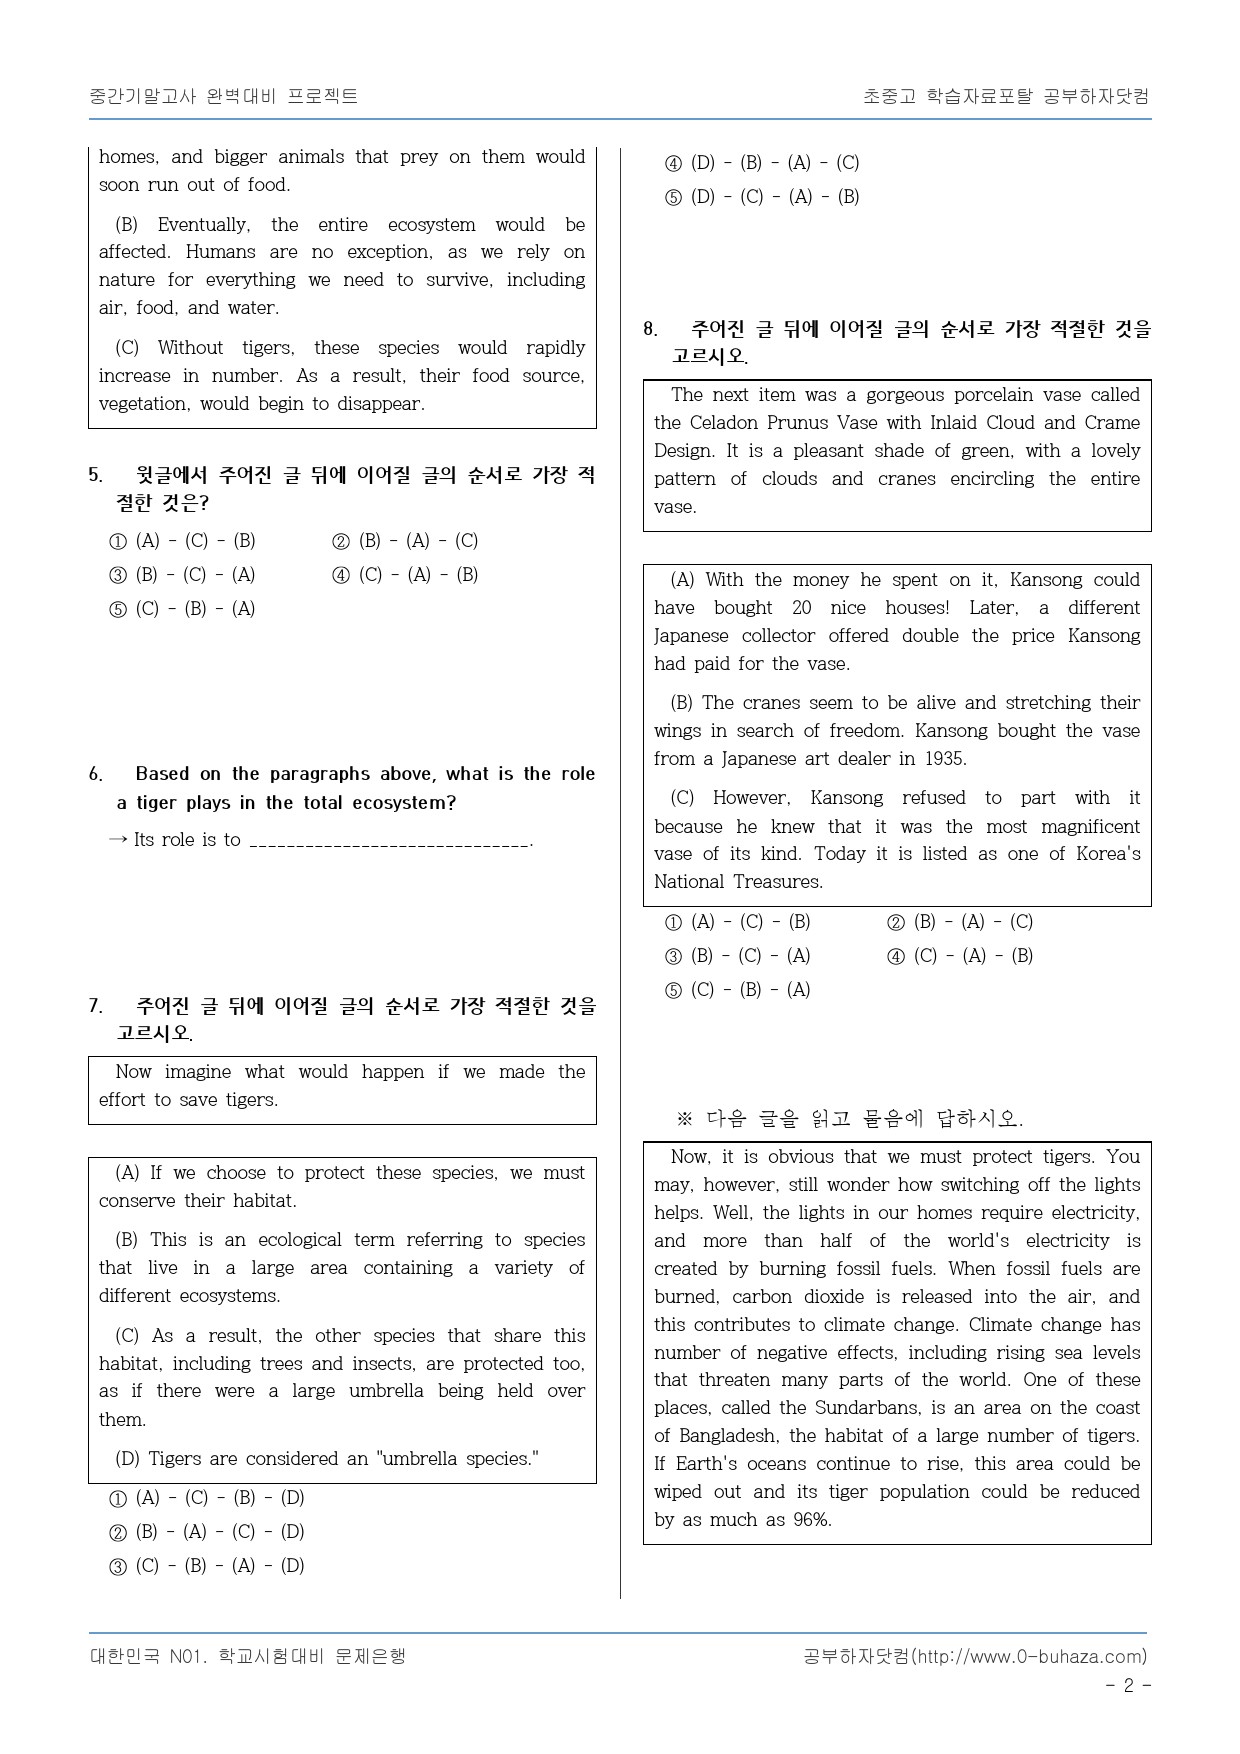 중간기말고사 완벽대비 프로젝트
초중고 학습자료포탈 공부하자닷컴
homes, and bigger animals that prey on them would
soon run out of food.
(B) Eventually, the entire ecosystem would be
affected. Humans are no exception, as we rely on
nature for everything we need to survive, including
air, food, and water.
(C) Without tigers, these species would rapidly
increase in number. As a result, their food source,
vegetation, would begin to disappear.
5. 윗글에서 주어진 글 뒤에 이어질 글의 순서로 가장 적
절한 것은?
① (A) - (C) - (B) ② (B) - (A) - (C)
③ (B) - (C) - (A) ④ (C) - (A) - (B)
⑤ (C) - (B) - (A)
6. Based on the paragraphs above, what is the role
a tiger plays in the total ecosystem?
→ Its role is to ______________________________.
7. 주어진 글 뒤에 이어질 글의 순서로 가장 적절한 것을
고르시오.
Now imagine what would happen if we made the
effort to save tigers.
(A) If we choose to protect these species, we must
conserve their habitat.
(B) This is an ecological term referring to species
that live in a large area containing a variety of
different ecosystems.
(C) As a result, the other species that share this
habitat, including trees and insects, are protected too,
as if there were a large umbrella being held over
them.
(D) Tigers are considered an "umbrella species."
① (A) - (C) - (B) - (D)
② (B) - (A) - (C) - (D)
③ (C) - (B) - (A) - (D)
④ (D) - (B) - (A) - (C)
⑤ (D) - (C) - (A) - (B)
8. 주어진 글 뒤에 이어질 글의 순서로 가장 적절한 것을
고르시오.
The next item was a gorgeous porcelain vase called
the Celadon Prunus Vase with Inlaid Cloud and Crame
Design. It is a pleasant shade of green, with a lovely
pattern of clouds and cranes encircling the entire
vase.
(A) With the money he spent on it, Kansong could
have bought 20 nice houses! Later, a different
Japanese collector offered double the price Kansong
had paid for the vase.
(B) The cranes seem to be alive and stretching their
wings in search of freedom. Kansong bought the vase
from a Japanese art dealer in 1935.
(C) However, Kansong refused to part with it
because he knew that it was the most magnificent
vase of its kind. Today it is listed as one of Korea's
National Treasures.
① (A) - (C) - (B) ② (B) - (A) - (C)
③ (B) - (C) - (A) ④ (C) - (A) - (B)
⑤ (C) - (B) - (A)
※ 다음 글을 읽고 물음에 답하시오.
Now, it is obvious that we must protect tigers. You
may, however, still wonder how switching off the lights
helps. Well, the lights in our homes require electricity,
and more than half of the world's electricity is
created by burning fossil fuels. When fossil fuels are
burned, carbon dioxide is released into the air, and
this contributes to climate change. Climate change has
number of negative effects, including rising sea levels
that threaten many parts of the world. One of these
places, called the Sundarbans, is an area on the coast
of Bangladesh, the habitat of a large number of tigers.
If Earth's oceans continue to rise, this area could be
wiped out and its tiger population could be reduced
by as much as 96%.
대한민국 N01. 학교시험대비 문제은행
공부하자닷컴(http://www.0-buhaza.com)
- 2 -